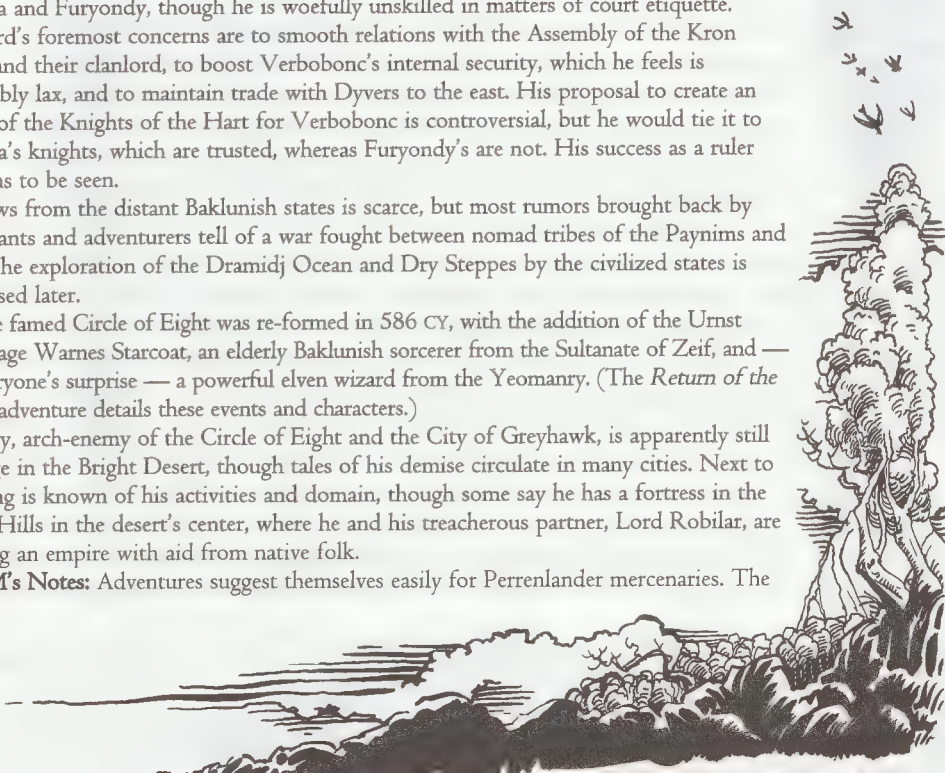 a and Furyondy, though he is woefully unskilled in matters of court etiquette.
rd's foremost concerns are to smooth relations with the Assembly of the Kron
and their clanlord, to boost Verbobonc's internal security, which he feels is
bly lax, and to maintain trade with Dyvers to the east. His proposal to create an
of the Knights of the Hart for Verbobonc is controversial, but he would tie it to
a's knights, which are trusted, whereas Furyondy's are not. His success as a ruler
ns to be seen.
ws from the distant Baklunish states is scarce, but most rumors brought back by
ants and adventurers tell of a war fought between nomad tribes of the Paynims and
he exploration of the Dramidj Ocean and Dry Steppes by the civilized states is
sed later.
e famed Circle of Eight was re-formed in 586 CY, with the addition of the Urnst
age Warnes Starcoat, an elderly Baklunish sorcerer from the Sultanate of Zeif, and —
ryone's surprise — a powerful elven wizard from the Yeomanry. (The Return of the
adventure details these events and characters.)
y, arch-enemy of the Circle of Eight and the City of Greyhawk, is apparently still
e in the Bright Desert, though tales of his demise circulate in many cities. Next to
ng is known of his activities and domain, though some say he has a fortress in the
Hills in the desert's center, where he and his treacherous partner, Lord Robilar, are
g an empire with aid from native folk.
M's Notes: Adventures suggest themselves easily for Perrenlander mercenaries. The